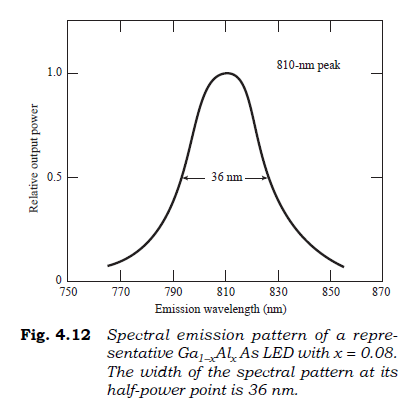 810-nm peak
1.0
0.5
0
36 nm
Relative output power
750 770 790 810 830 850 870
Emission wavelength (nm)
Fig. 4.12 Spectral emission pattern of a repre-
sentative Ga₁₋ₓAlₓ As LED with x = 0.08.
The width of the spectral pattern at its
half-power point is 36 nm.